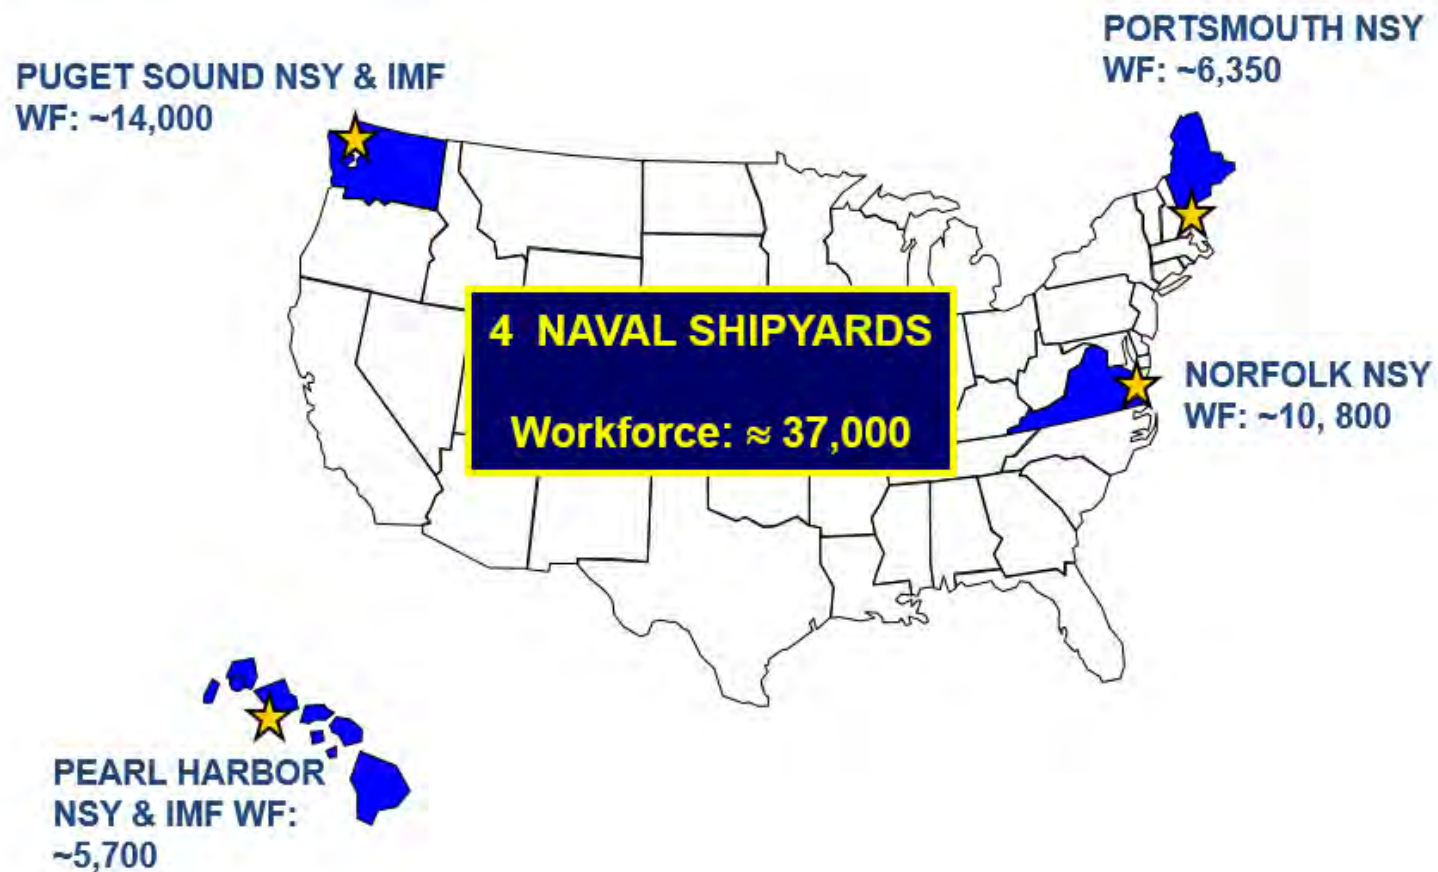 PORTSMOUTH NSY
WF: ~6,350
PUGET SOUND NSY & IMF
WF: ~14,000
4 NAVAL SHIPYARDS
Workforce: ≈ 37,000
NORFOLK NSY
WF: ~10, 800
PEARL HARBOR
NSY & IMF WF:
~5,700